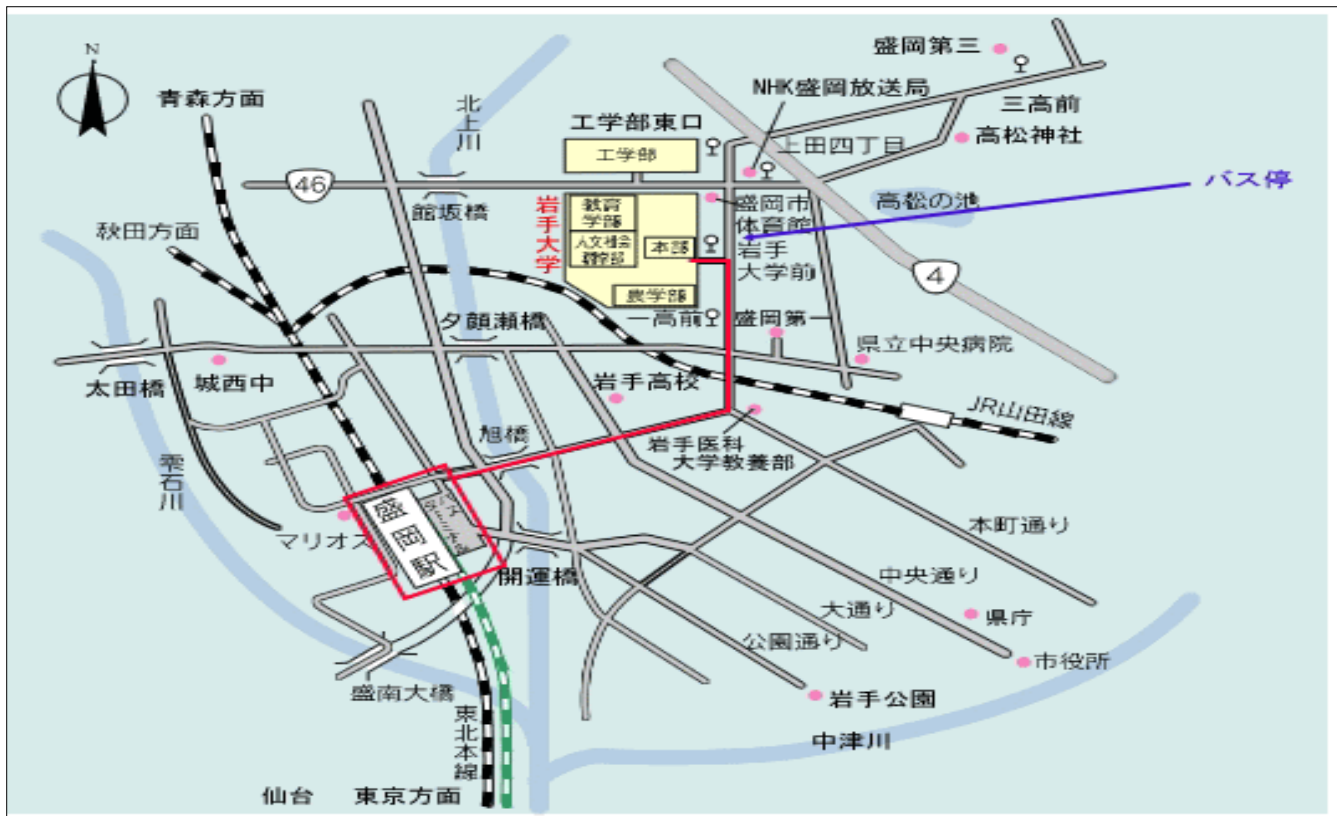 N
盛岡第三
NHK盛岡放送局
三高前
青森方面
北上川
工学部東口
工学部
上田四丁目
高松神社
46
バス停
館坂橋
岩手大学
教育
学部
人文社会
科学部
本部
盛岡市
体育館
高松の池
秋田方面
岩手
大学前
4
農学部
一高前
盛岡第一
夕顔瀬橋
県立中央病院
太田橋
城西中
岩手高校
JR山田線
旭橋
岩手医科
大学教養部
雫石川
盛岡駅
バス
ターミナル
マリオス
本町通り
開運橋
中央通り
大通り
県庁
公園通り
市役所
盛南大橋
岩手公園
東北本線
中津川
仙台 東京方面